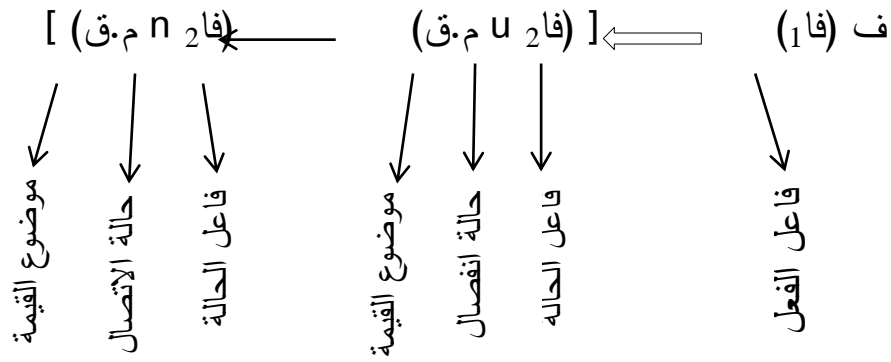 ف (فا1) [ (فا2 u م.ق) (فا2 n م.ق) ]
فاعل الفعل
فاعل الحالة
حالة انفصال
موضوع القيمة
فاعل الحالة
حالة الاتصال
موضوع القيمة